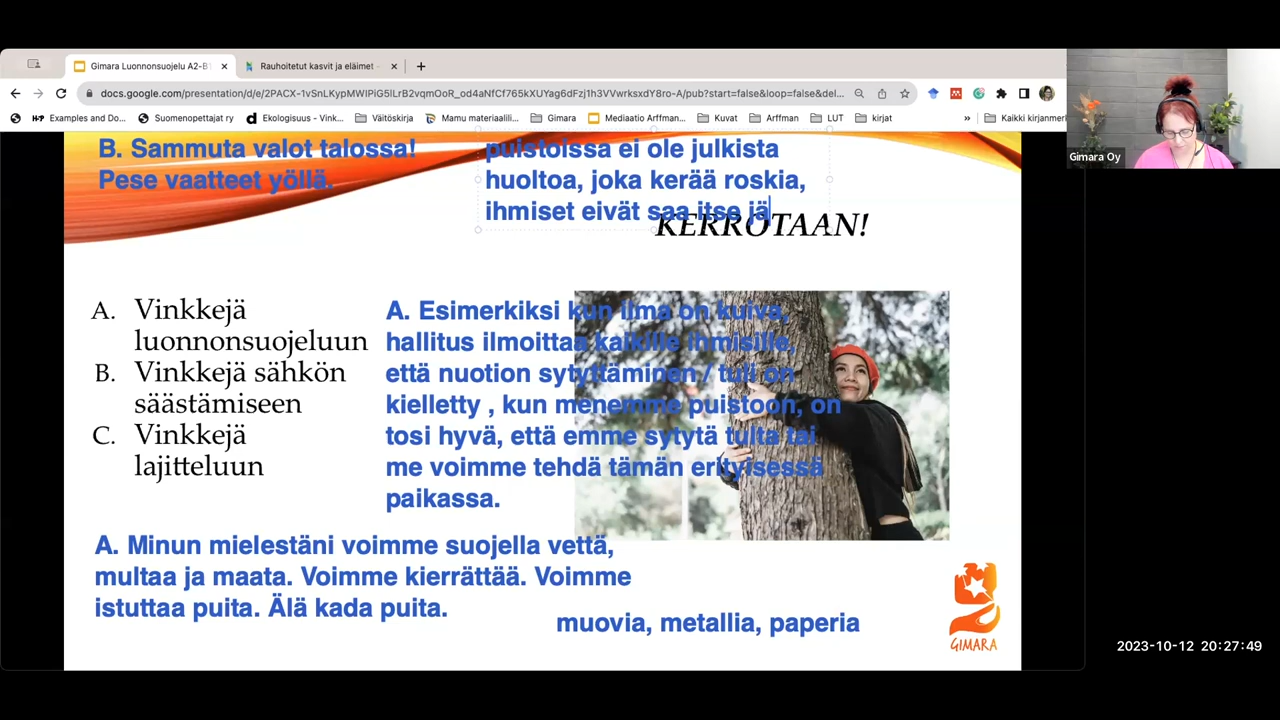 Gimara Luonnonsuojelu A2-B1
Rauhoitetut kasvit ja eläimet
docs.google.com/presentation/d/e/2PACX-1vSnLKypMWIPiG5lLrB2vqmOoR_od4aNfCf765kXUYag6dFzj1h3VVwrksxdY8ro-A/pub?start=false&loop=false&del...
Examples and Do...
Suomenopettajat ry
Ekologisuus - Vink...
Väitöskirja
Mamu materiaalili...
Gimara
Mediaatio Arffman...
Kuvat
Arffman
LUT
kirjat
»
Kaikki kirjanmer
Gimara Oy
B. Sammuta valot talossa!
Pese vaatteet yöllä.
puistoissa ei ole julkista
huoltoa, joka kerää roskia,
ihmiset eivät saa itse jä
KERROTAAN!
A. Vinkkejä
luonnonsuojeluun
B. Vinkkejä sähkön
säästämiseen
C. Vinkkejä
lajitteluun
A. Esimerkiksi kun ilma on kuiva,
hallitus ilmoittaa kaikille ihmisille,
että nuotion sytyttäminen / tuli on
kielletty , kun menemme puistoon, on
tosi hyvä, että emme sytytä tulta tai
me voimme tehdä tämän erityisessä
paikassa.
A. Minun mielestäni voimme suojella vettä,
multaa ja maata. Voimme kierrättää. Voimme
istuttaa puita. Älä kada puita.
muovia, metallia, paperia
GIMARA
2023-10-12 20:27:49